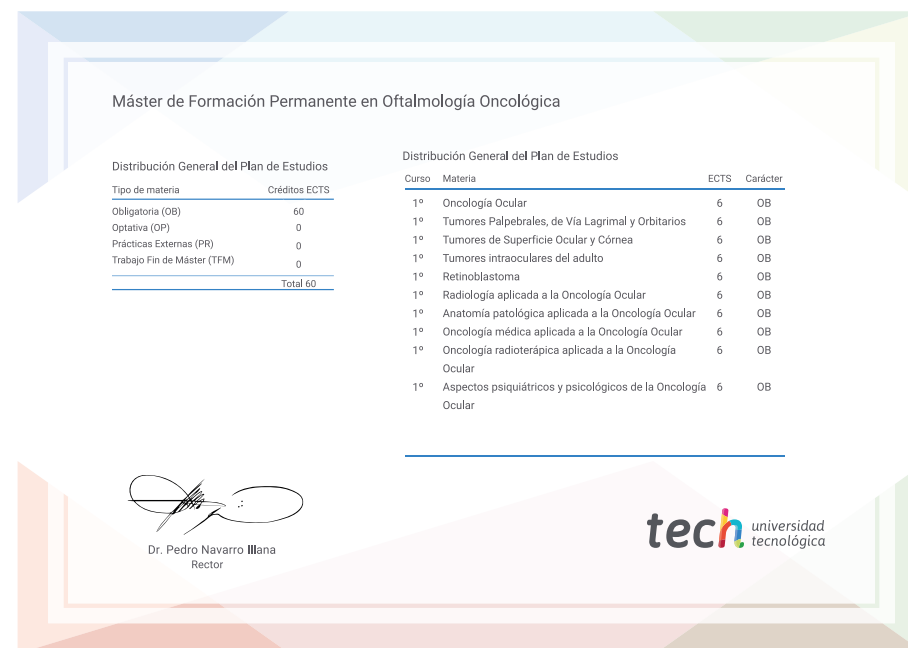 Máster de Formación Permanente en Oftalmología Oncológica
Distribución General del Plan de Estudios
Tipo de materia Créditos ECTS
Obligatoria (OB) 60
Optativa (OP) 0
Prácticas Externas (PR) 0
Trabajo Fin de Máster (TFM) 0
Total 60
Distribución General del Plan de Estudios
Curso Materia ECTS Carácter
1º Oncología Ocular 6 OB
1º Tumores Palpebrales, de Vía Lagrimal y Orbitarios 6 OB
1º Tumores de Superficie Ocular y Córnea 6 OB
1º Tumores intraoculares del adulto 6 OB
1º Retinoblastoma 6 OB
1º Radiología aplicada a la Oncología Ocular 6 OB
1º Anatomía patológica aplicada a la Oncología Ocular 6 OB
1º Oncología médica aplicada a la Oncología Ocular 6 OB
1º Oncología radioterápica aplicada a la Oncología 6 OB
Ocular
1º Aspectos psiquiátricos y psicológicos de la Oncología 6 OB
Ocular
Dr. Pedro Navarro Illana
Rector
tech universidad
tecnológica